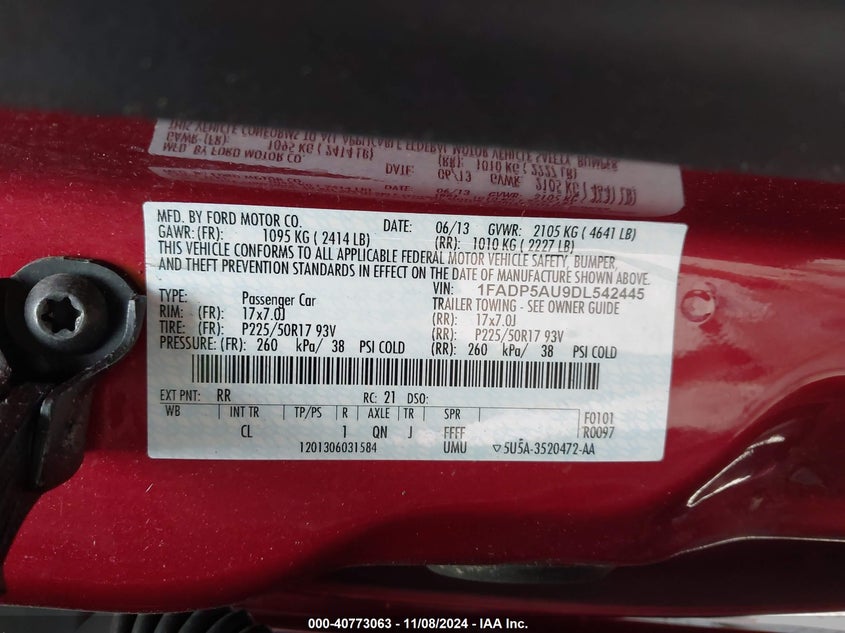 MFD. BY FORD MOTOR CO. DATE: 06/13 GVWR: 2105 KG ( 4641 LB)
GAWR: (FR): 1095 KG ( 2414 LB) (RR): 1010 KG ( 2227 LB)
THIS VEHICLE CONFORMS TO ALL APPLICABLE FEDERAL MOTOR VEHICLE SAFETY, BUMPER,
AND THEFT PREVENTION STANDARDS IN EFFECT ON THE DATE OF MANUFACTURE SHOWN ABOVE.
VIN: 1FADP5AU9DL542445
TYPE: Passenger Car TRAILER TOWING - SEE OWNER GUIDE
RIM: (FR): 17x7.0J (RR): 17x7.0J
TIRE: (FR): P225/50R17 93V (RR): P225/50R17 93V
PRESSURE: (FR): 260 kPa/ 38 PSI COLD (RR): 260 kPa/ 38 PSI COLD
EXT PNT: RR RC: 21 DSO:
WB INT TR TP/PS R AXLE TR SPR F0101
CL 1 QN J FFFF R0097
1201306031584 UMU ▽5U5A-3520472-AA
000-40773063 - 11/08/2024 - IAA Inc.